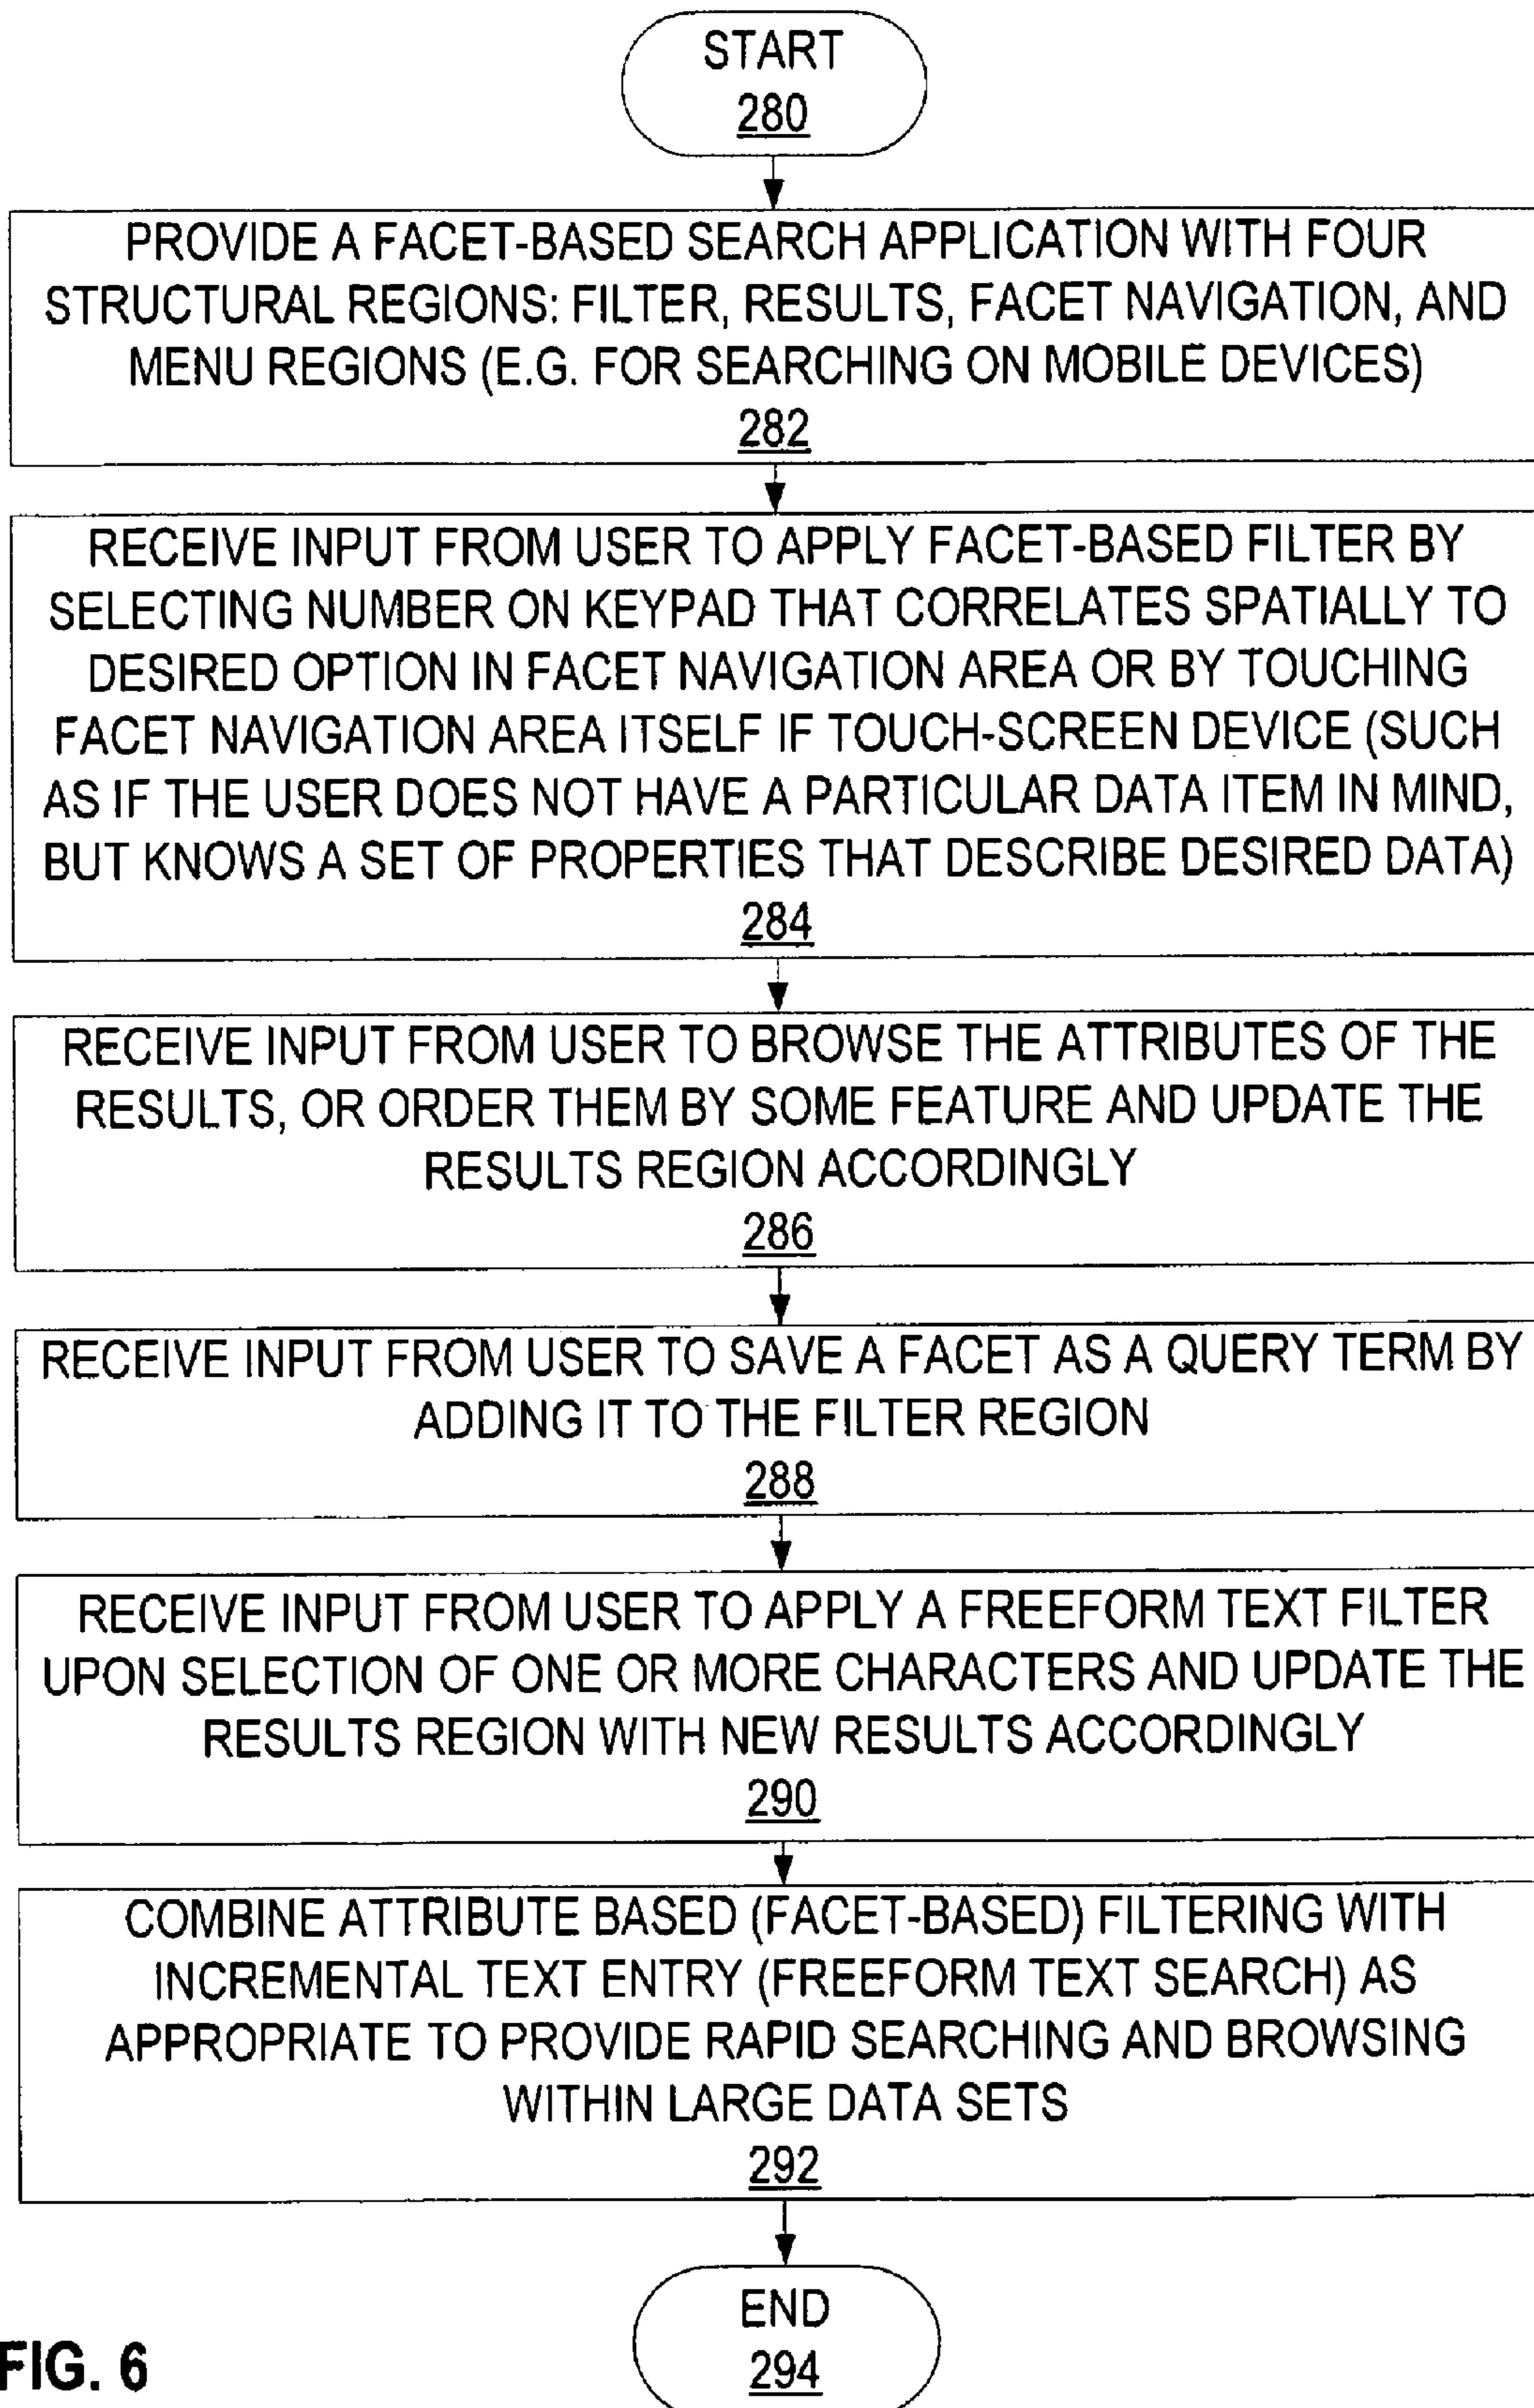 START
280
PROVIDE A FACET-BASED SEARCH APPLICATION WITH FOUR
STRUCTURAL REGIONS: FILTER, RESULTS, FACET NAVIGATION, AND
MENU REGIONS (E.G. FOR SEARCHING ON MOBILE DEVICES)
282
RECEIVE INPUT FROM USER TO APPLY FACET-BASED FILTER BY
SELECTING NUMBER ON KEYPAD THAT CORRELATES SPATIALLY TO
DESIRED OPTION IN FACET NAVIGATION AREA OR BY TOUCHING
FACET NAVIGATION AREA ITSELF IF TOUCH-SCREEN DEVICE (SUCH
AS IF THE USER DOES NOT HAVE A PARTICULAR DATA ITEM IN MIND,
BUT KNOWS A SET OF PROPERTIES THAT DESCRIBE DESIRED DATA)
284
RECEIVE INPUT FROM USER TO BROWSE THE ATTRIBUTES OF THE
RESULTS, OR ORDER THEM BY SOME FEATURE AND UPDATE THE
RESULTS REGION ACCORDINGLY
286
RECEIVE INPUT FROM USER TO SAVE A FACET AS A QUERY TERM BY
ADDING IT TO THE FILTER REGION
288
RECEIVE INPUT FROM USER TO APPLY A FREEFORM TEXT FILTER
UPON SELECTION OF ONE OR MORE CHARACTERS AND UPDATE THE
RESULTS REGION WITH NEW RESULTS ACCORDINGLY
290
COMBINE ATTRIBUTE BASED (FACET-BASED) FILTERING WITH
INCREMENTAL TEXT ENTRY (FREEFORM TEXT SEARCH) AS
APPROPRIATE TO PROVIDE RAPID SEARCHING AND BROWSING
WITHIN LARGE DATA SETS
292
END
294
FIG. 6